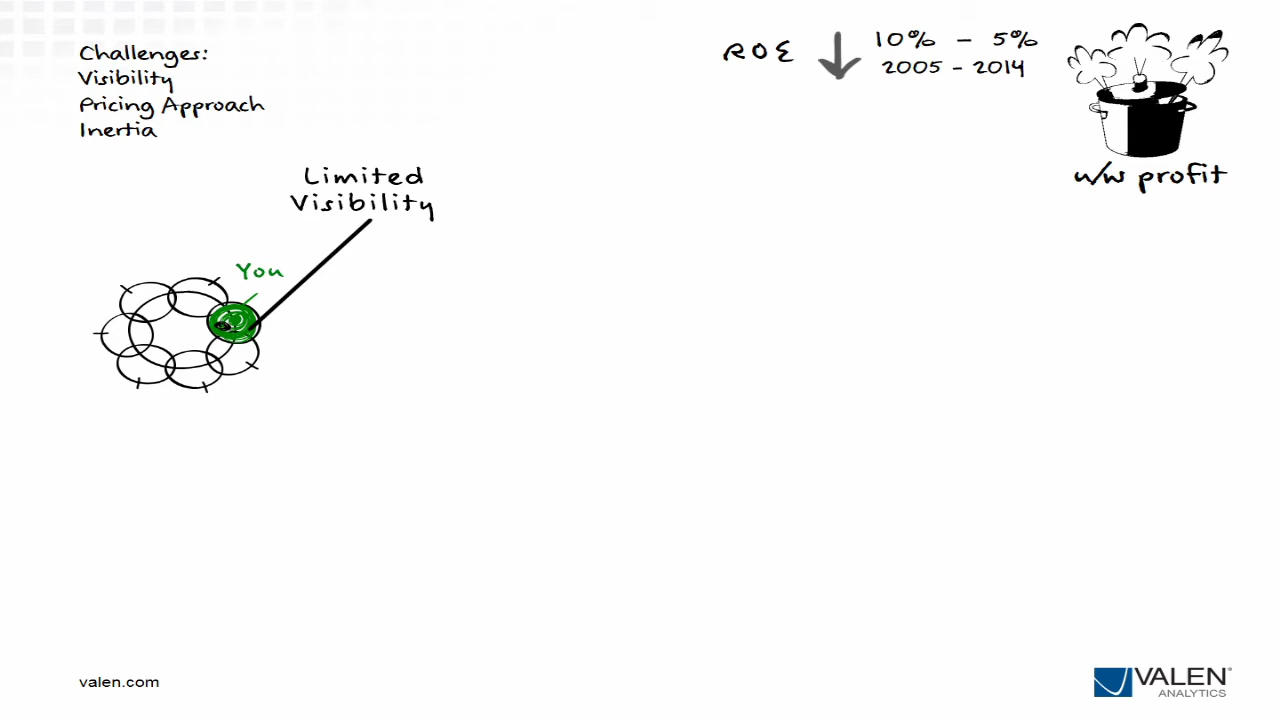 Challenges:
Visibility
Pricing Approach
Inertia
ROE
10% - 5%
2005 - 2014
u/w profit
Limited
Visibility
You
valen.com
VALEN®
ANALYTICS